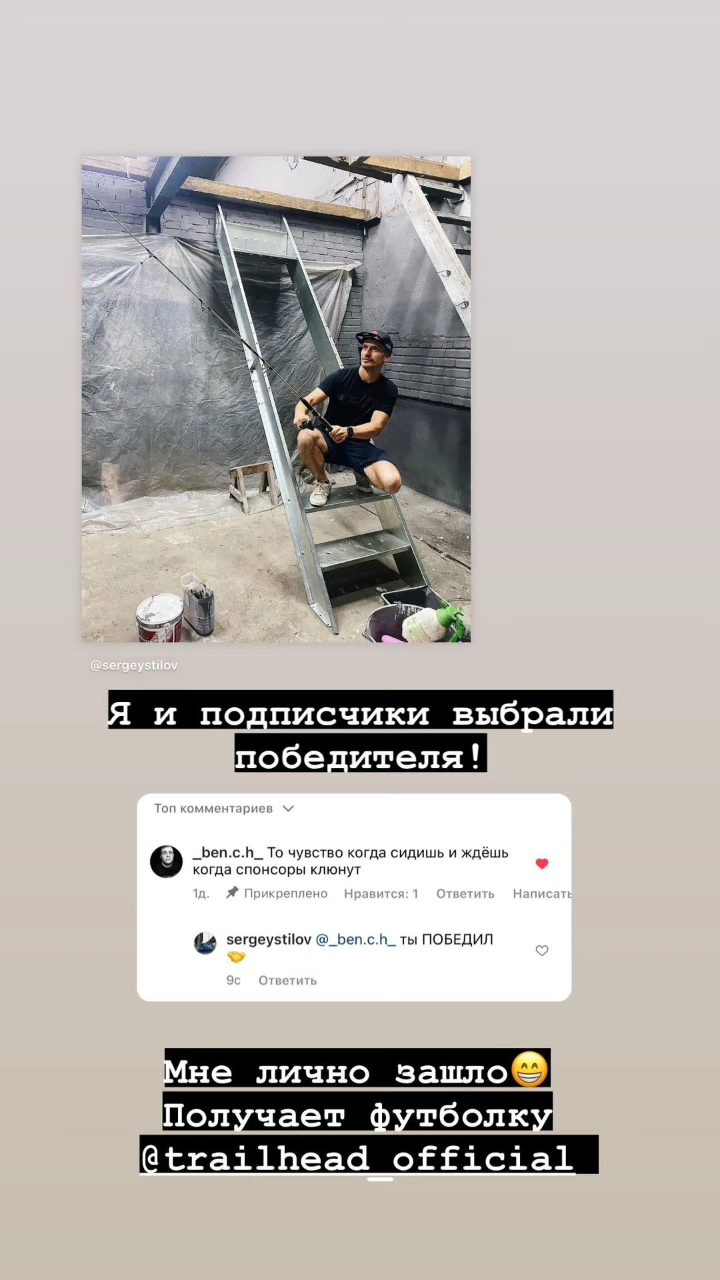 @sergeystilov
Я и подписчики выбрали
победителя!
Топ комментариев
_ben.c.h_ То чувство когда сидишь и ждёшь
когда спонсоры клюнут
1д. Прикреплено Нравится: 1 Ответить Написать
sergeystilov @_ben.c.h_ ты ПОБЕДИЛ
🤝
9с Ответить
Мне лично зашло😁
Получает футболку
@trailhead_official